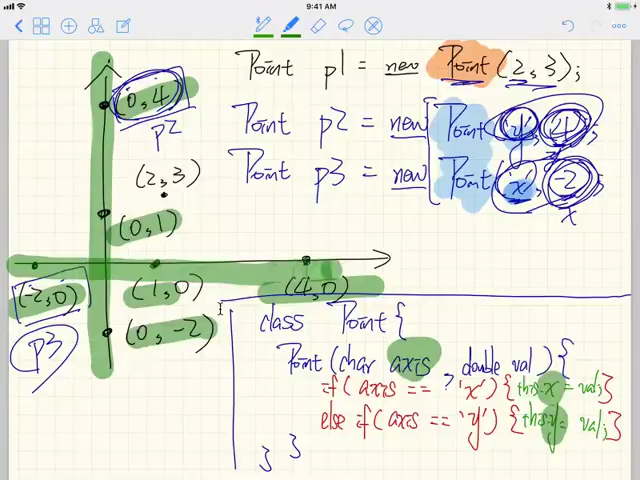 9:41 AM
Point p1 = new Point (2,3);
(0,4)
p2
Point p2 = new Point ('y', 4);
Point p3 = new Point ('x', -2);
x
(2,3)
(0,1)
(-2,0)
(1,0)
(4,0)
p3
(0,-2)
class Point {
Point (char axis, double val) {
if (axis == 'x') {this.x = val;}
else if (axis == 'y') {this.y = val;}
}
}